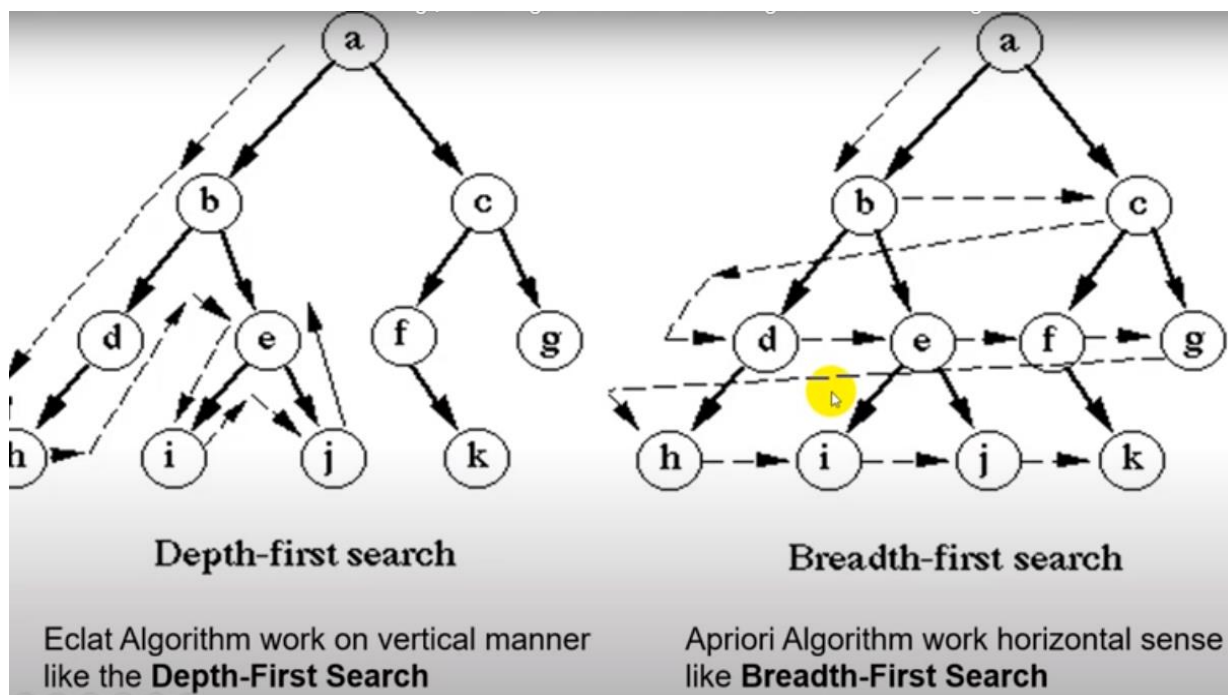 a
b
c
d
e
f
g
h
i
j
k
Depth-first search
Eclat Algorithm work on vertical manner
like the Depth-First Search
a
b
c
d
e
f
g
h
i
j
k
Breadth-first search
Apriori Algorithm work horizontal sense
like Breadth-First Search